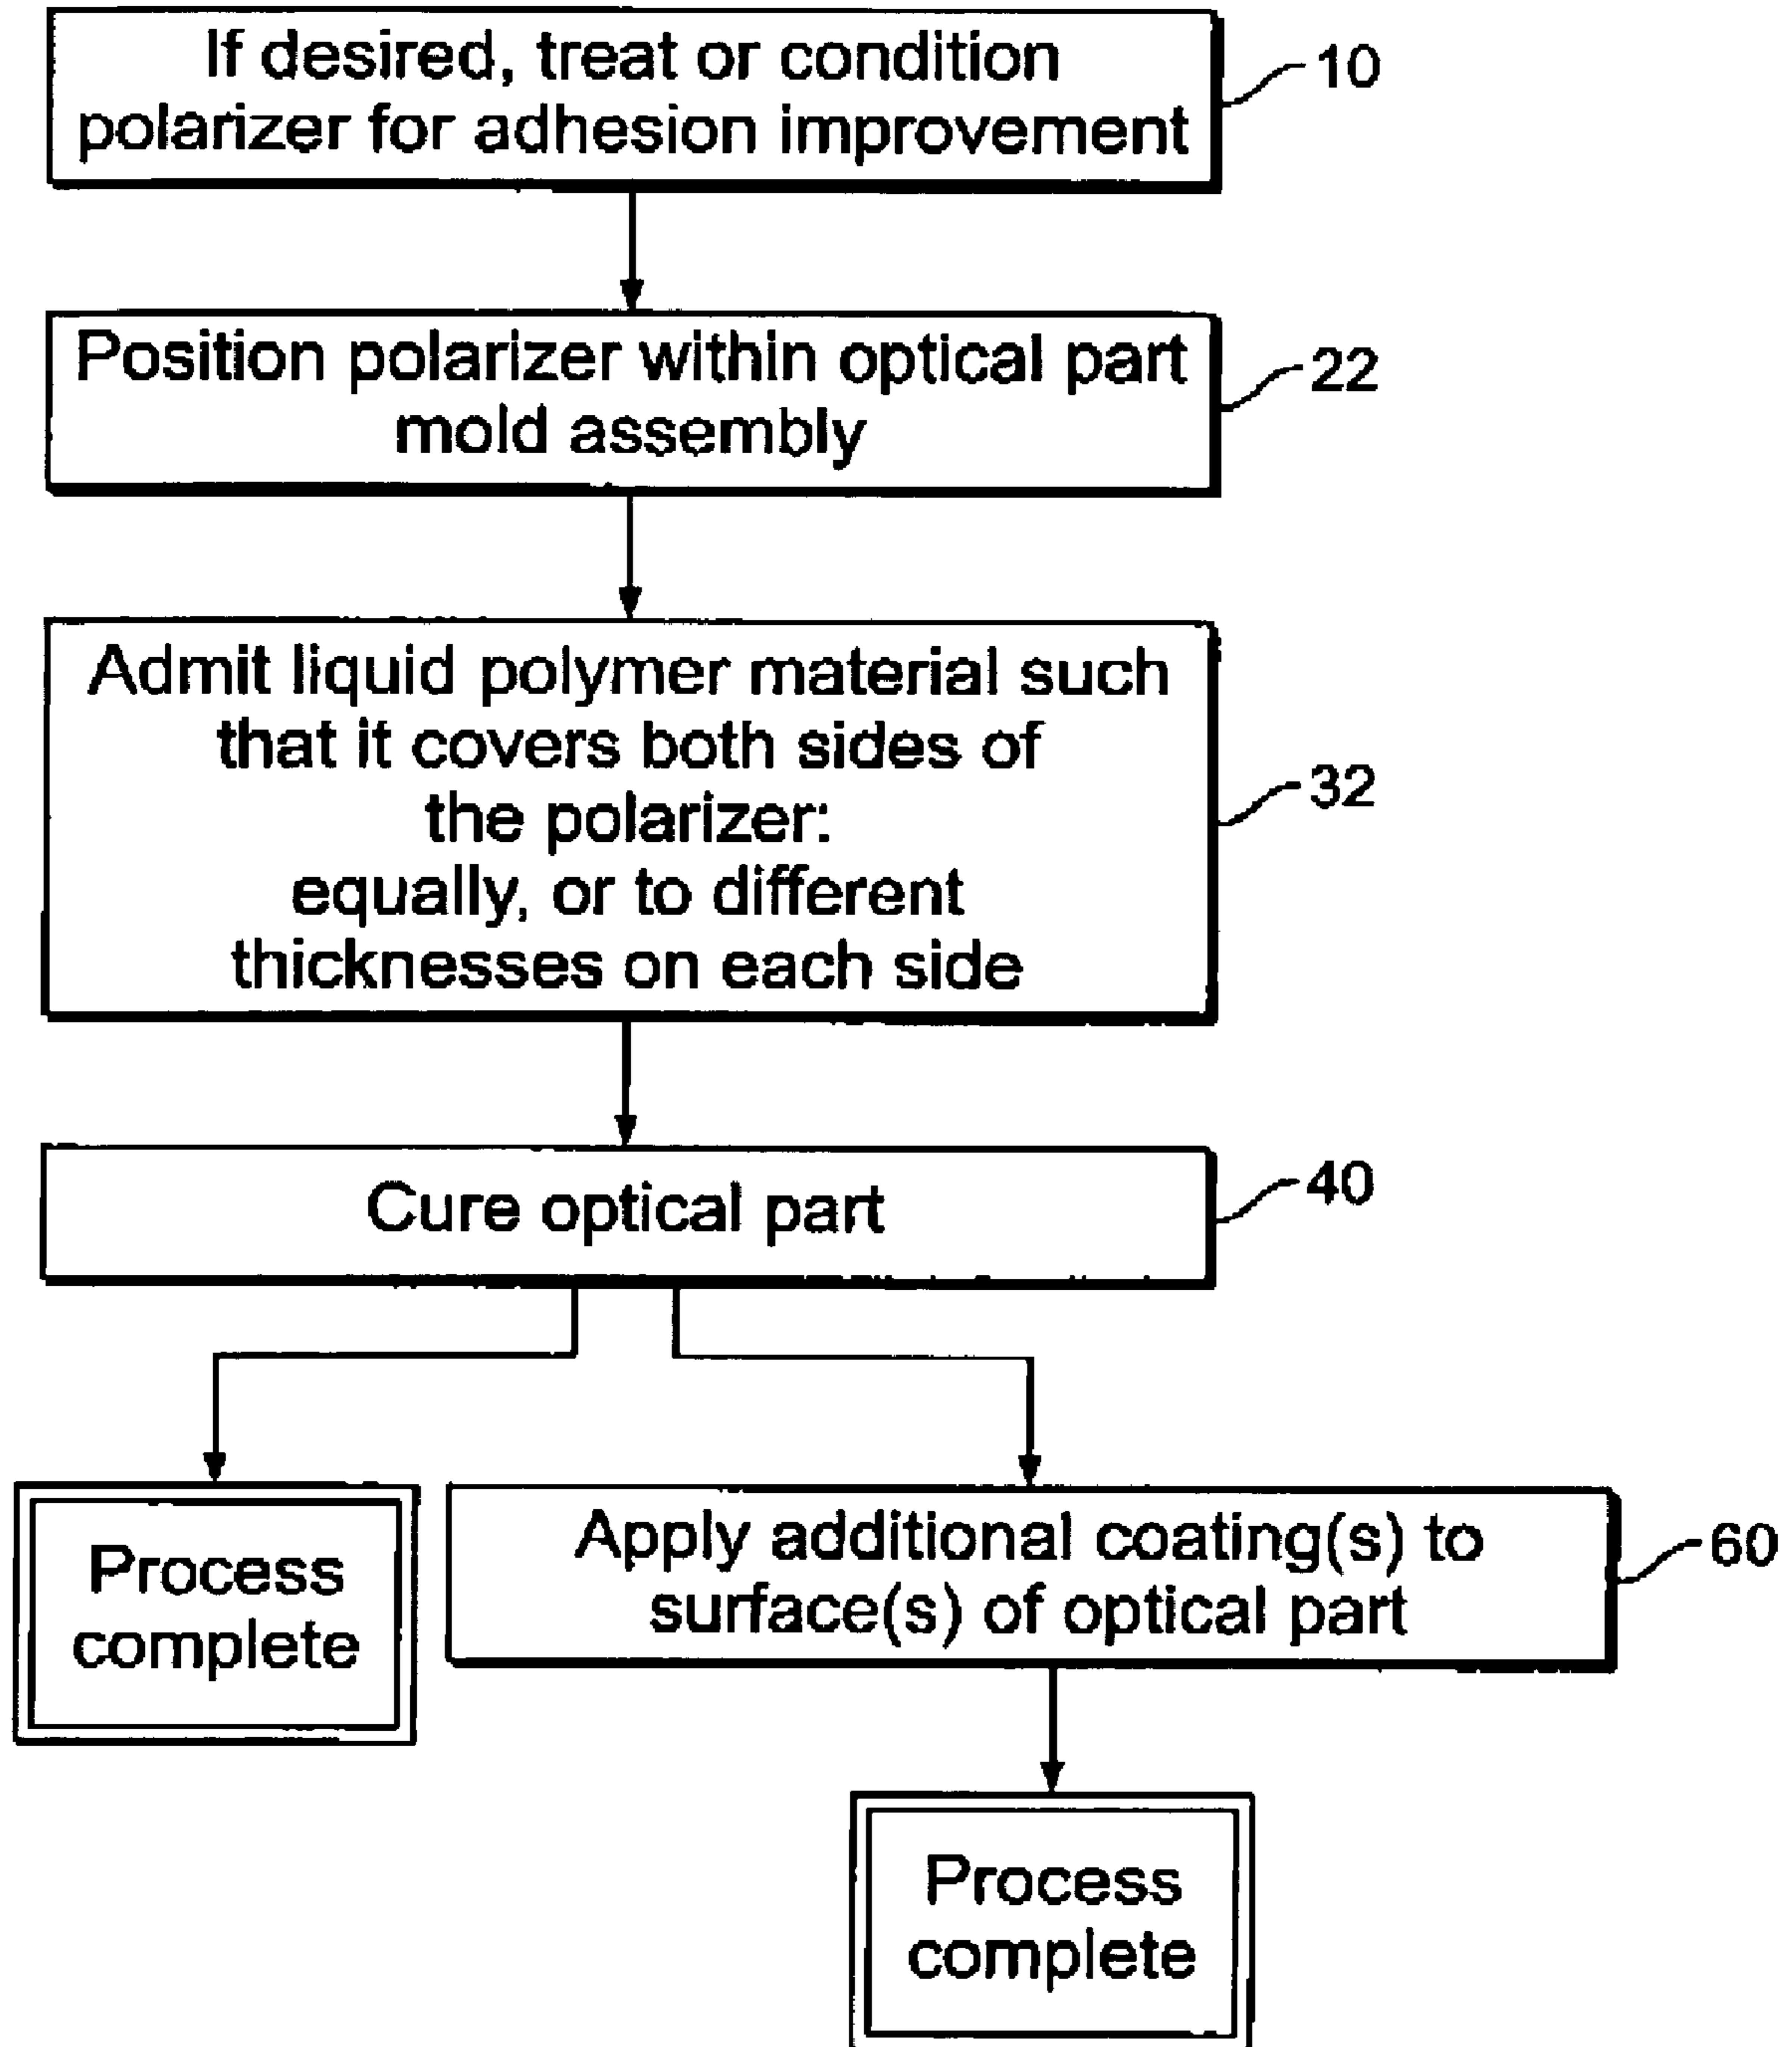 If desired, treat or condition
polarizer for adhesion improvement
10
Position polarizer within optical part
mold assembly
22
Admit liquid polymer material such
that it covers both sides of
the polarizer:
equally, or to different
thicknesses on each side
32
Cure optical part
40
Process
complete
Apply additional coating(s) to
surface(s) of optical part
60
Process
complete